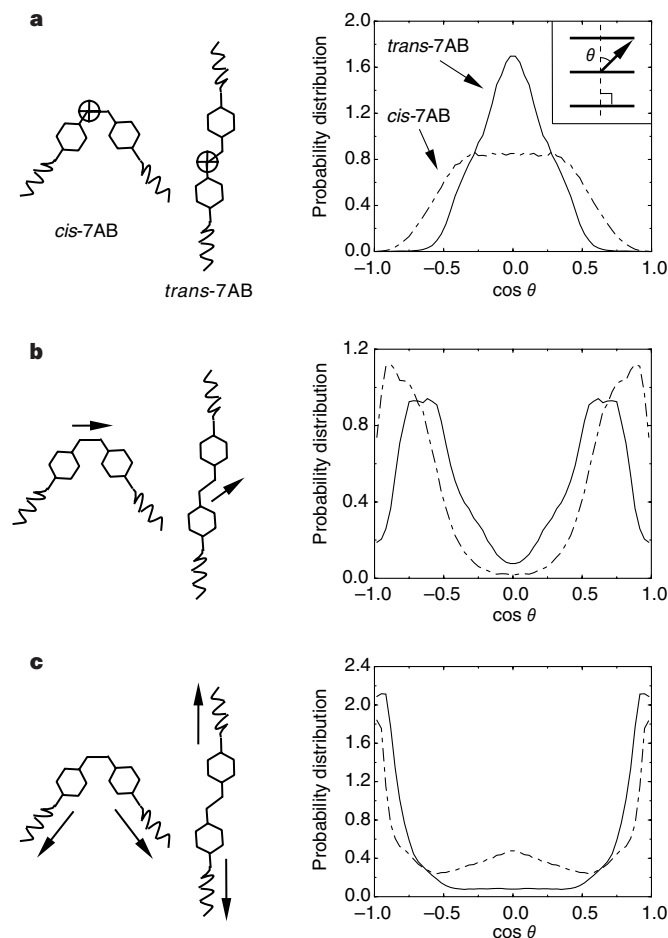 a
cis-7AB
trans-7AB
Probability distribution
2.0
1.6
1.2
0.8
0.4
0.0
trans-7AB
cis-7AB
θ
–1.0 –0.5 0.0 0.5 1.0
cos θ
b
Probability distribution
1.2
0.8
0.4
0.0
–1.0 –0.5 0.0 0.5 1.0
cos θ
c
Probability distribution
2.4
2.0
1.6
1.2
0.8
0.4
0.0
–1.0 –0.5 0.0 0.5 1.0
cos θ